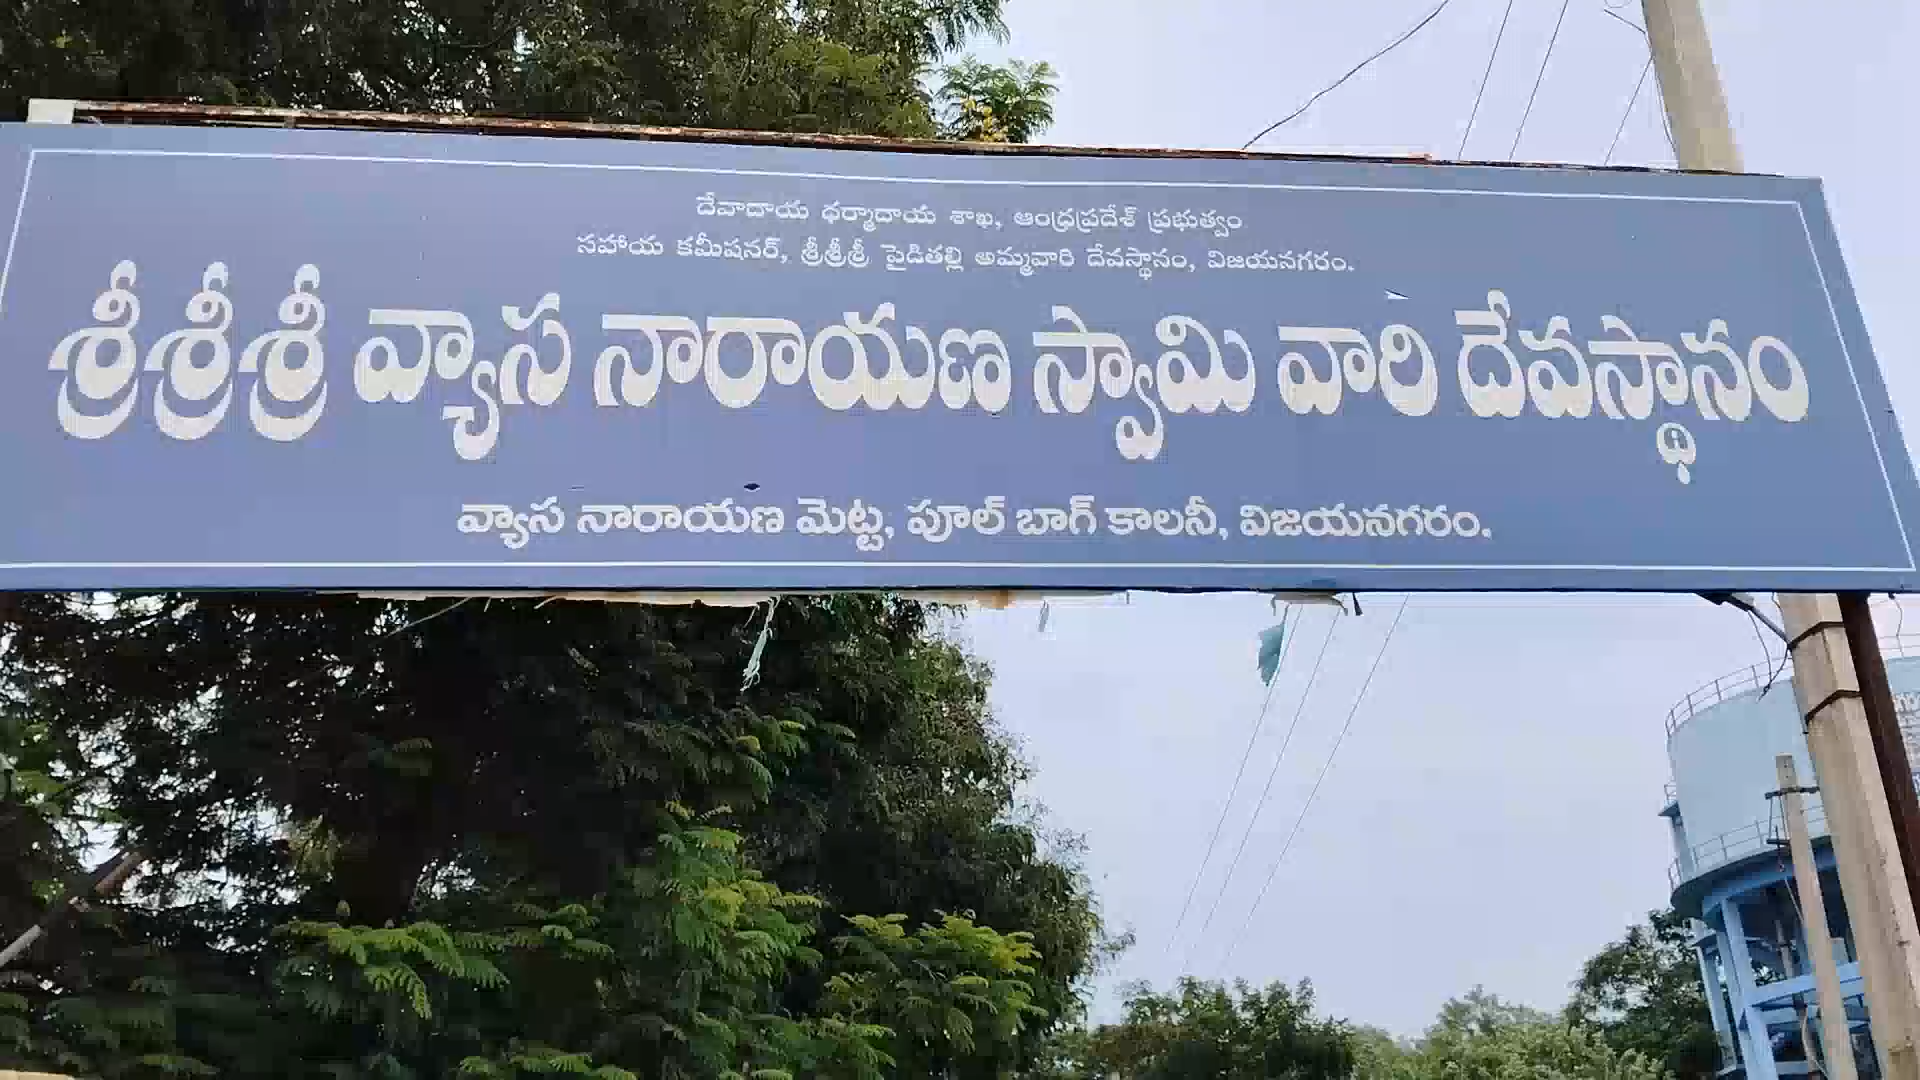 దేవాదాయ ధర్మాదాయ శాఖ, ఆంధ్రప్రదేశ్ ప్రభుత్వం
సహాయ కమీషనర్, శ్రీశ్రీశ్రీ పైడితల్లి అమ్మవారి దేవస్థానం, విజయనగరం.
శ్రీశ్రీశ్రీ వ్యాస నారాయణ స్వామి వారి దేవస్థానం
వ్యాస నారాయణ మెట్ట, పూల్ బాగ్ కాలనీ, విజయనగరం.